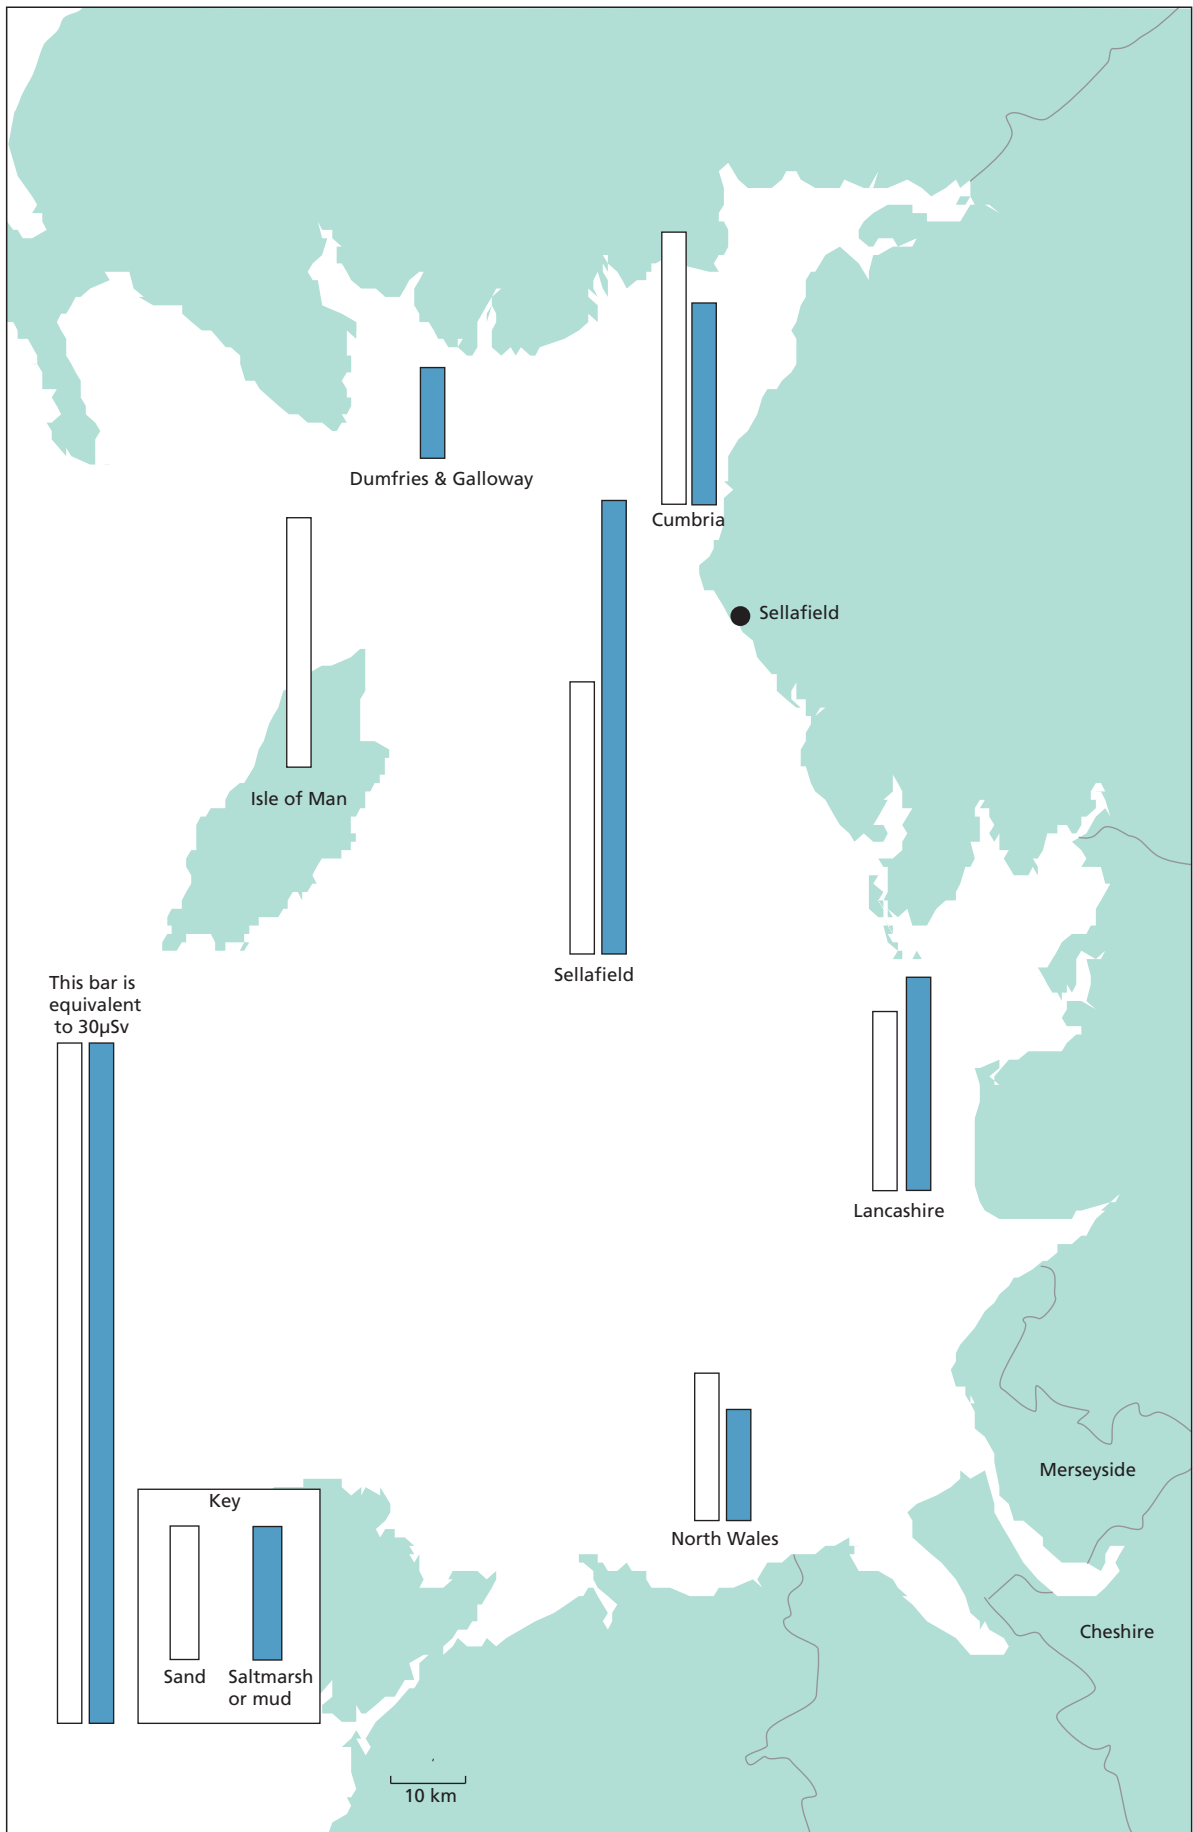 Dumfries & Galloway
Cumbria
Sellafield
Isle of Man
Sellafield
This bar is
equivalent
to 30µSv
Lancashire
Merseyside
Key
North Wales
Cheshire
Sand
Saltmarsh
or mud
10 km